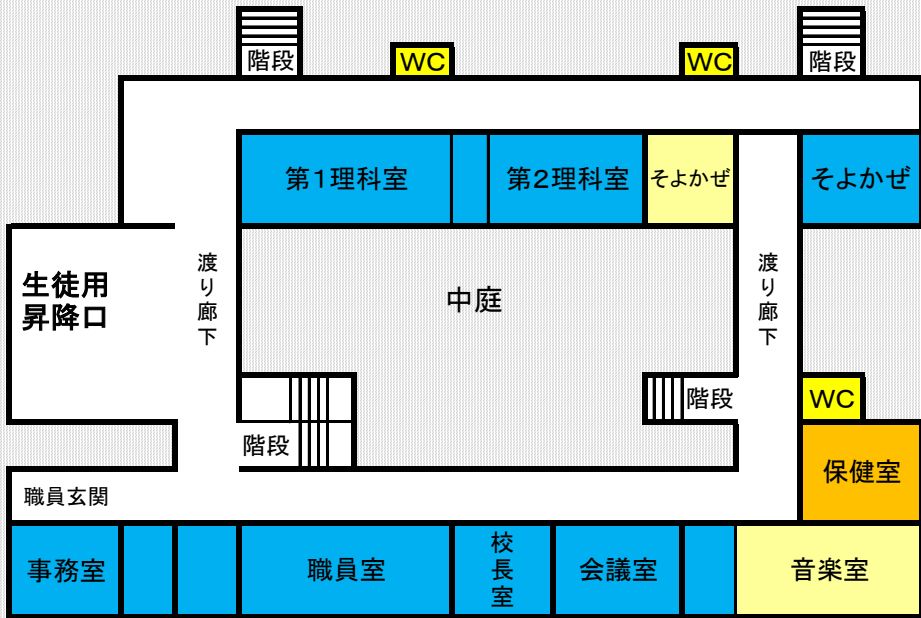 階段
WC
WC
階段
第1理科室
第2理科室
そよかぜ
そよかぜ
生徒用
昇降口
渡り廊下
中庭
渡り廊下
階段
WC
階段
保健室
職員玄関
事務室
職員室
校長室
会議室
音楽室